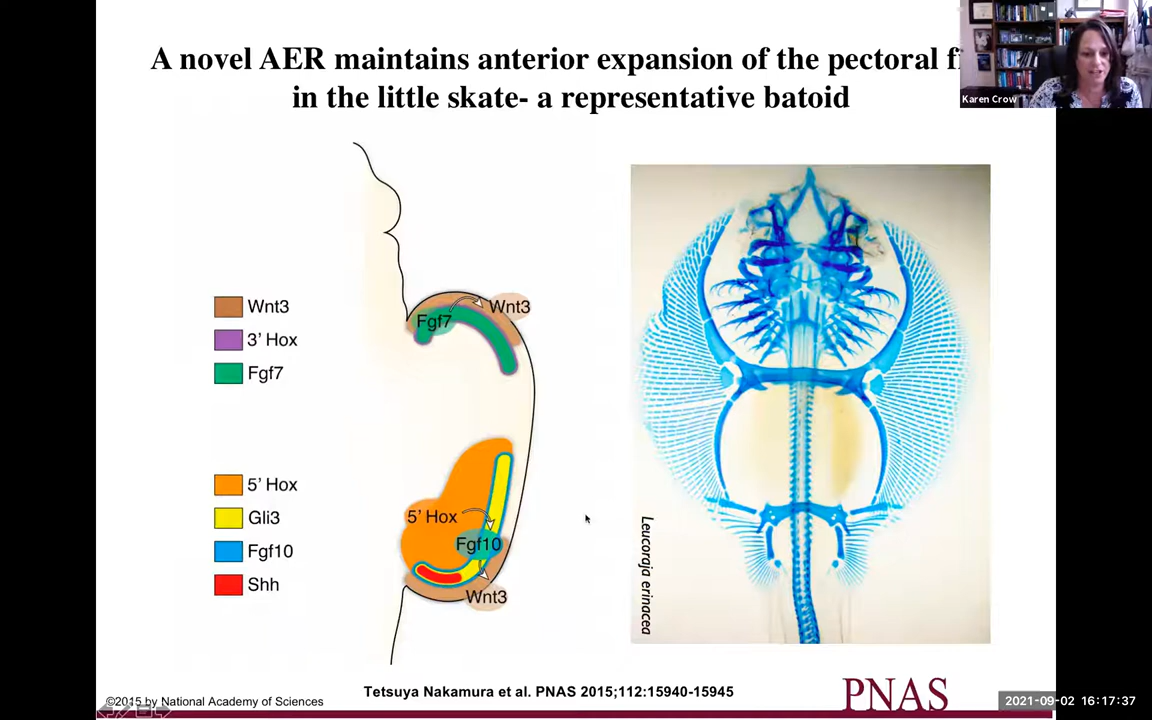 A novel AER maintains anterior expansion of the pectoral
in the little skate- a representative batoid
Karen Crow
Wnt3
3' Hox
Fgf7
Fgf7
Wnt3
5' Hox
Gli3
Fgf10
Shh
5' Hox
Fgf10
Wnt3
Leucoraja erinacea
Tetsuya Nakamura et al. PNAS 2015;112:15940-15945
©2015 by National Academy of Sciences
PNAS
2021-09-02 16:17:37